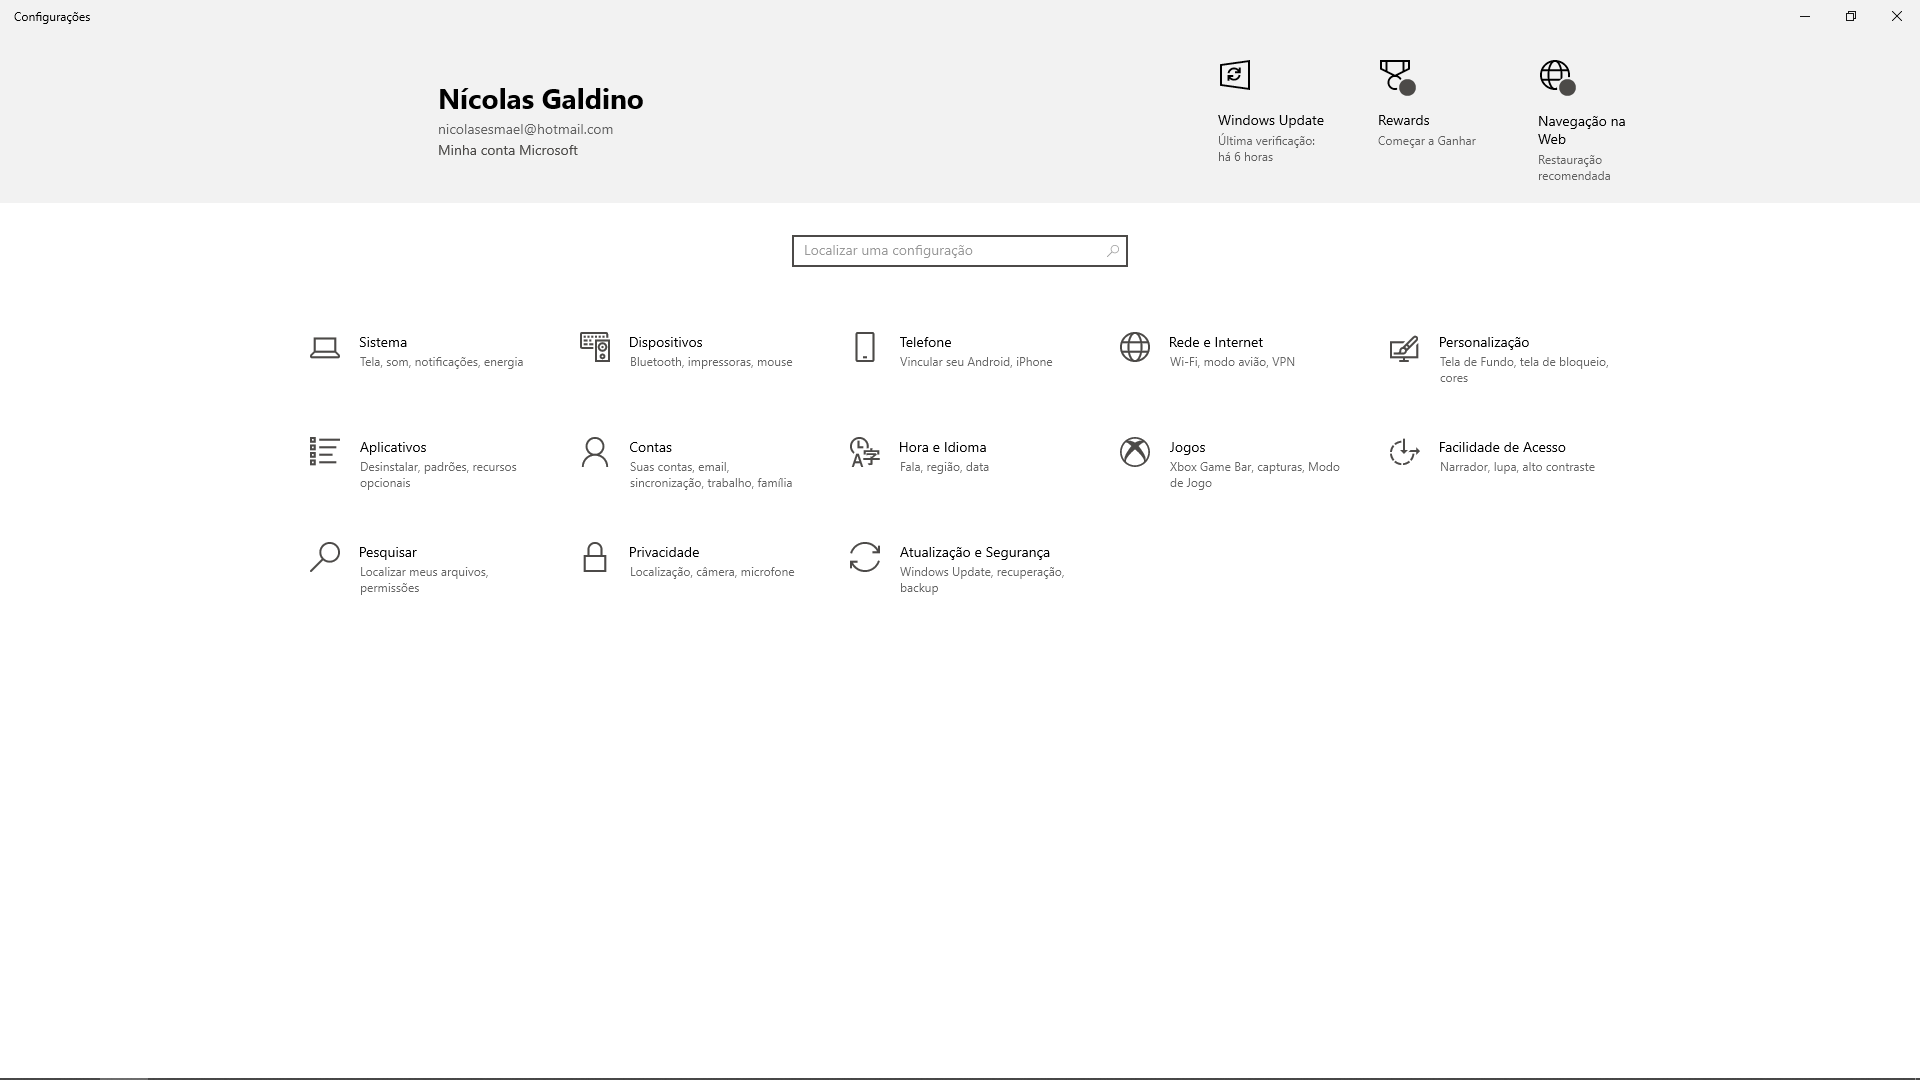 Configurações
Nícolas Galdino
nicolasesmael@hotmail.com
Minha conta Microsoft
Windows Update
Última verificação:
há 6 horas
Rewards
Começar a Ganhar
Navegação na
Web
Restauração
recomendada
Localizar uma configuração
Sistema
Tela, som, notificações, energia
Dispositivos
Bluetooth, impressoras, mouse
Telefone
Vincular seu Android, iPhone
Rede e Internet
Wi-Fi, modo avião, VPN
Personalização
Tela de Fundo, tela de bloqueio,
cores
Aplicativos
Desinstalar, padrões, recursos
opcionais
Contas
Suas contas, email,
sincronização, trabalho, família
Hora e Idioma
Fala, região, data
Jogos
Xbox Game Bar, capturas, Modo
de Jogo
Facilidade de Acesso
Narrador, lupa, alto contraste
Pesquisar
Localizar meus arquivos,
permissões
Privacidade
Localização, câmera, microfone
Atualização e Segurança
Windows Update, recuperação,
backup